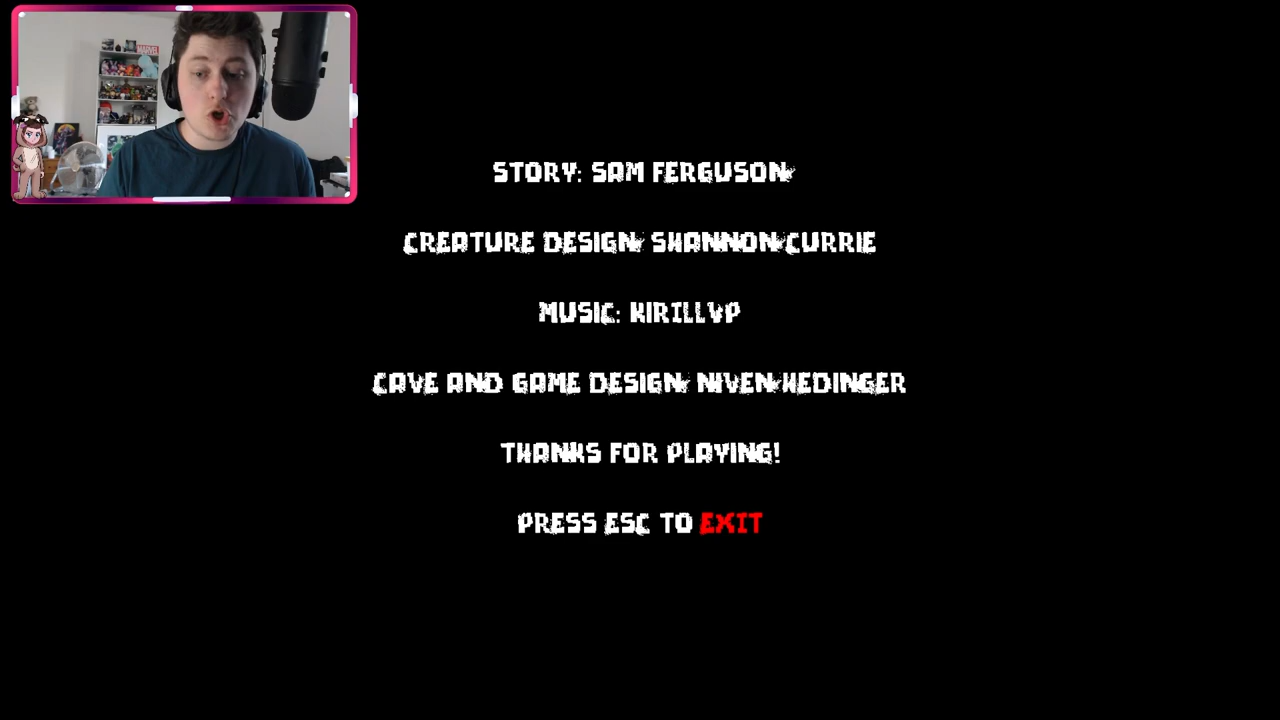 MARVEL
STORY: SAM FERGUSON
CREATURE DESIGN: SHANNON CURRIE
MUSIC: KIRILLVP
CAVE AND GAME DESIGN: NIVEN HEDINGER
THANKS FOR PLAYING!
PRESS ESC TO EXIT